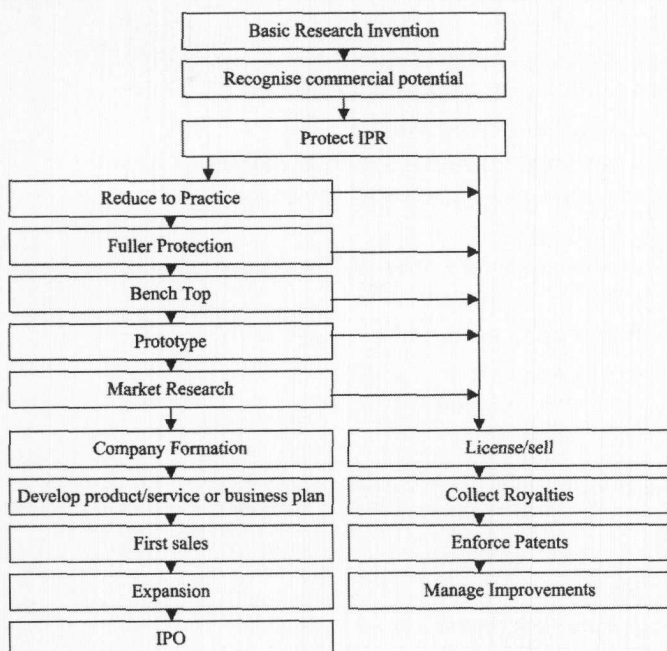 Basic Research Invention
Recognise commercial potential
Protect IPR
Reduce to Practice
Fuller Protection
Bench Top
Prototype
Market Research
Company Formation
License/sell
Develop product/service or business plan
Collect Royalties
First sales
Enforce Patents
Expansion
Manage Improvements
IPO